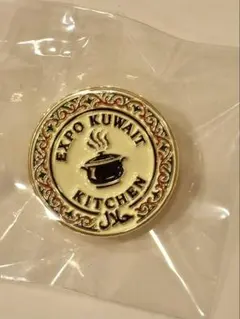 EXPO KUWAIT
KITCHEN
حلال